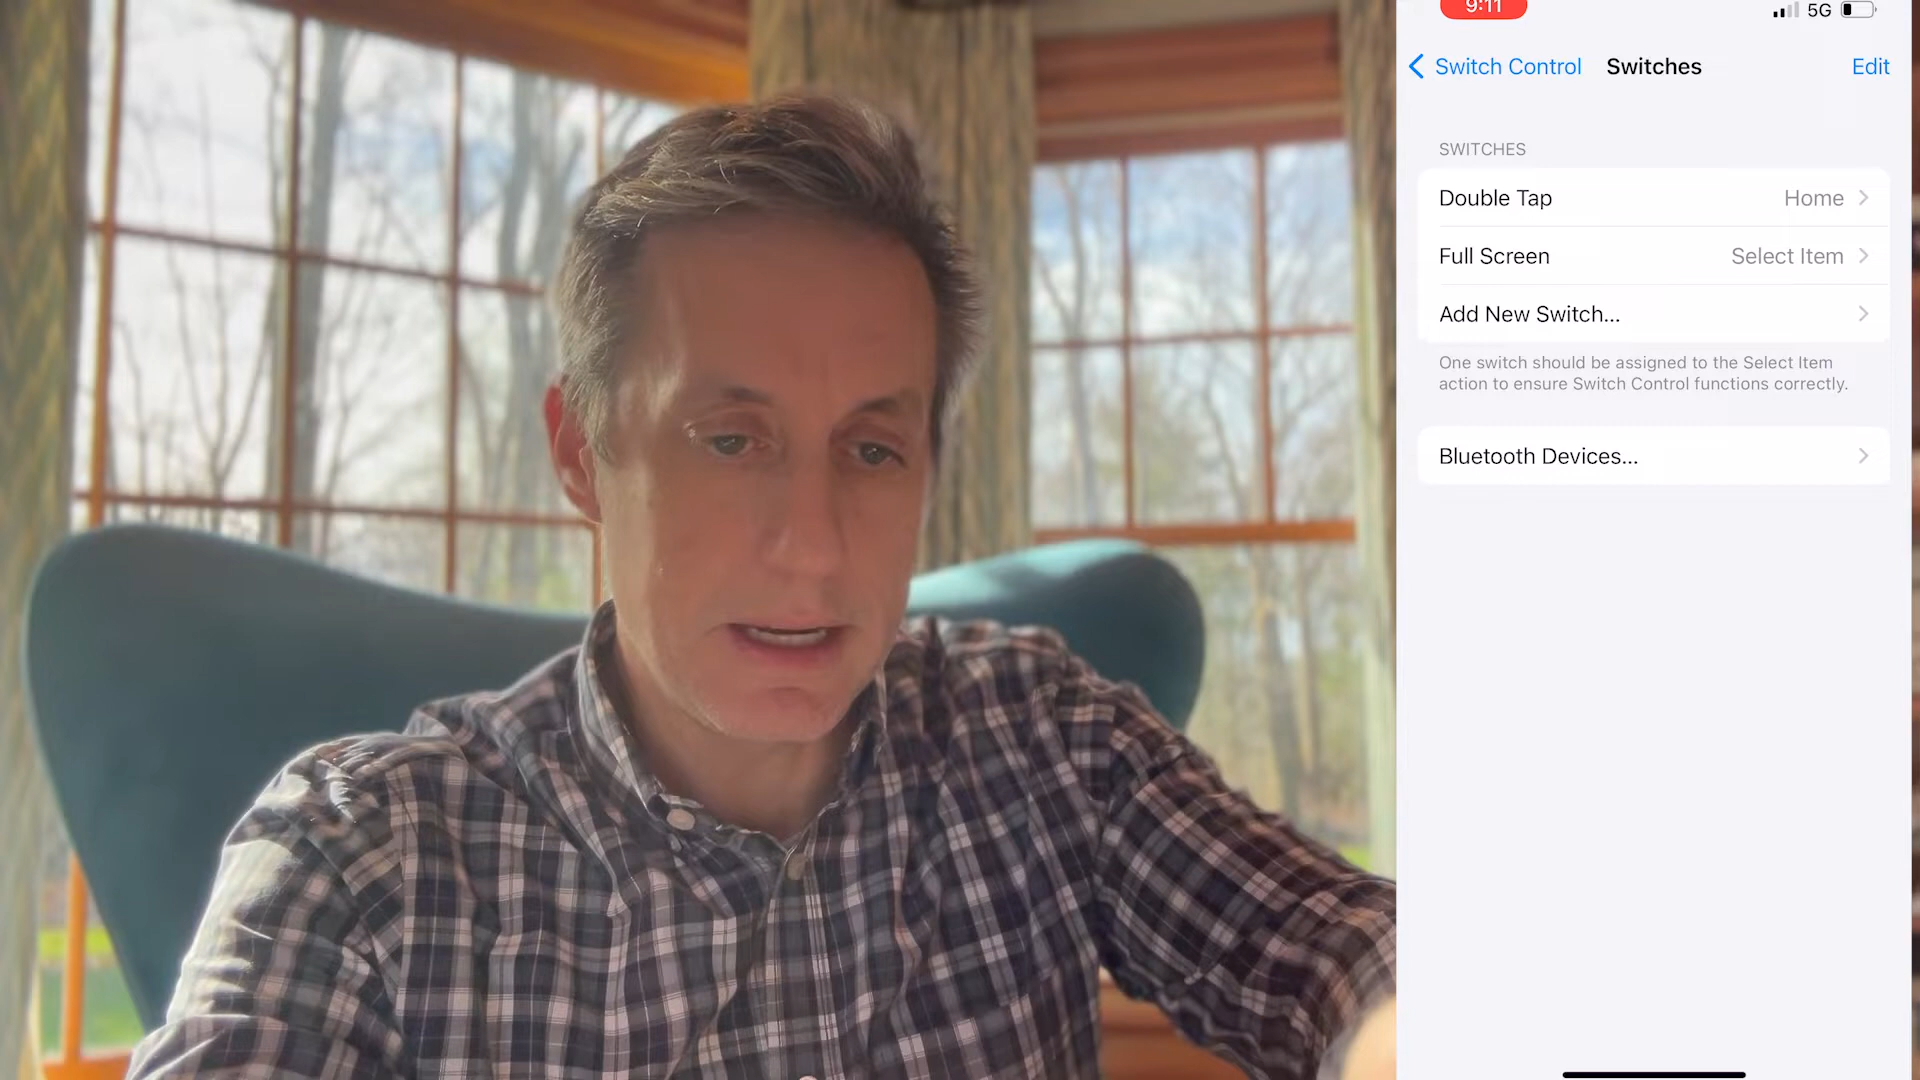 9:11
5G
Switch Control
Switches
Edit
SWITCHES
Double Tap
Home
Full Screen
Select Item
Add New Switch...
One switch should be assigned to the Select Item
action to ensure Switch Control functions correctly.
Bluetooth Devices...